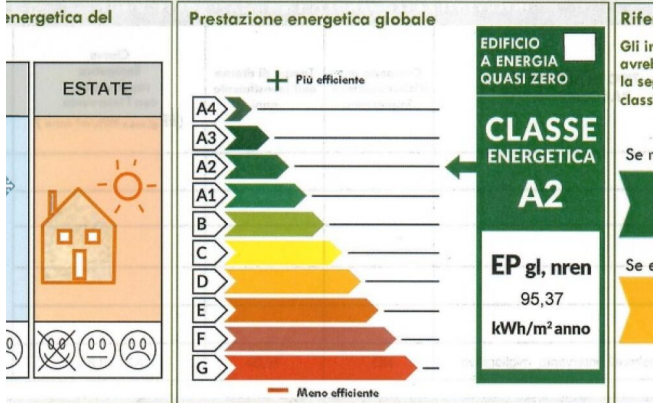 energetica del
ESTATE
Prestazione energetica globale
Più efficiente
A4
A3
A2
A1
B
C
D
E
F
G
Meno efficiente
EDIFICIO
A ENERGIA
QUASI ZERO
CLASSE
ENERGETICA
A2
EP gl, nren
95,37
kWh/m² anno
Rife
Gli in
avrel
la se
class
Se n
Se e